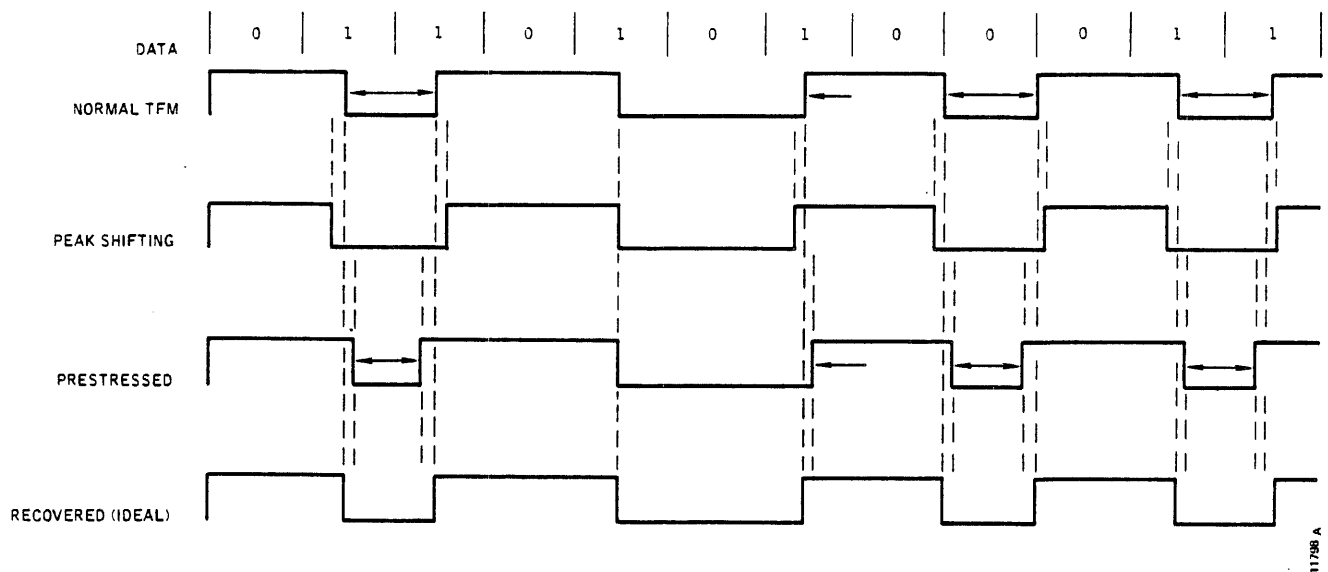 DATA 0 1 1 0 1 0 1 0 0 0 1 1
NORMAL TFM
PEAK SHIFTING
PRESTRESSED
RECOVERED (IDEAL)
11798 A